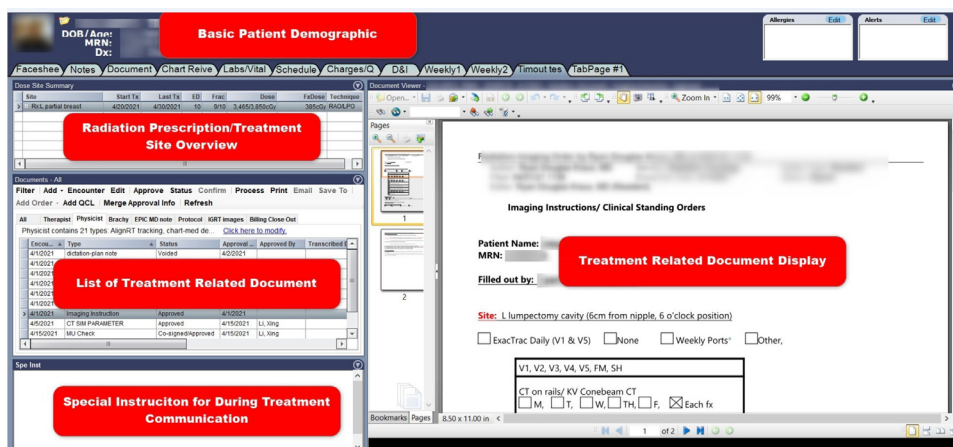 Basic Patient Demographic
DOB/Age:
MRN:
Dx:
Allergies Edit
Alerts Edit
Facesheet Notes Document Chart Reive Labs/Vital Schedule Charges/Q D&I Weekly1 Weekly2 Timout tes TabPage #1
Dose Site Summary
Site Start Tx Last Tx ED Frac Dose FxDose Technique
RxL partial breast 4/20/2021 4/30/2021 10 9/10 3,465/3,850cGy 385cGy RAO/LPO
Radiation Prescription/Treatment
Site Overview
Documents - All
Filter Add - Encounter Edit Approve Status Confirm Process Print Email Save To
Add Order - Add QCL Merge Approval Info Refresh
All Therapist Physicist Brachy EPIC MD note Protocol IGRT images Billing Close Out
Physicist contains 21 types: AlignRT tracking, chart-med de... Click here to modify.
Encou... Type Status Approval ... Approved By Transcribed
4/1/2021 dictation-plan note Voided 4/2/2021
4/1/2021
4/1/2021
4/1/2021
4/1/2021
4/1/2021
List of Treatment Related Document
4/1/2021 Imaging Instruction Approved 4/1/2021
4/5/2021 CT SIM PARAMETER Approved 4/15/2021 Li, Xing
4/15/2021 MU Check Co-signed/Approved 4/15/2021 Li, Xing
Spe Inst
Special Instruciton for During Treatment
Communication
Document Viewer -
Open... Zoom In 99%
Pages
1
2
Bookmarks Pages
8.50 x 11.00 in
1 of 2
Imaging Instructions/ Clinical Standing Orders
Patient Name:
MRN:
Filled out by:
Treatment Related Document Display
Site: L lumpectomy cavity (6cm from nipple, 6 o'clock position)
ExacTrac Daily (V1 & V5) None Weekly Ports* Other,
V1, V2, V3, V4, V5, FM, SH
CT on rails/ KV Conebeam CT
M, T, W, TH, F, Each fx